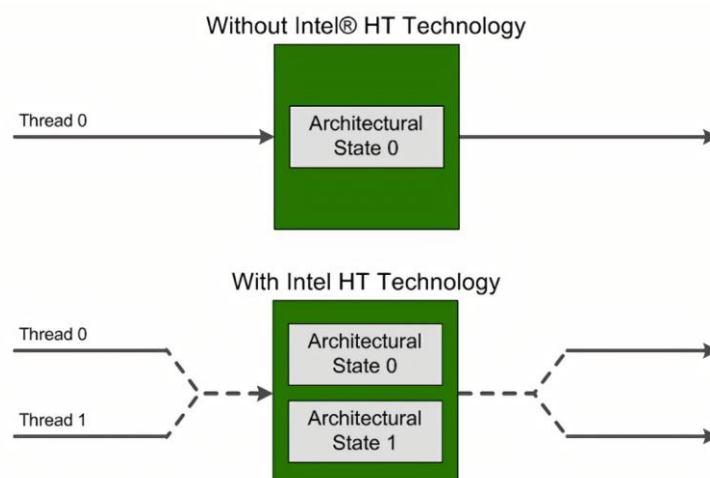 Without Intel® HT Technology
Thread 0
Architectural
State 0
With Intel HT Technology
Thread 0
Architectural
State 0
Thread 1
Architectural
State 1